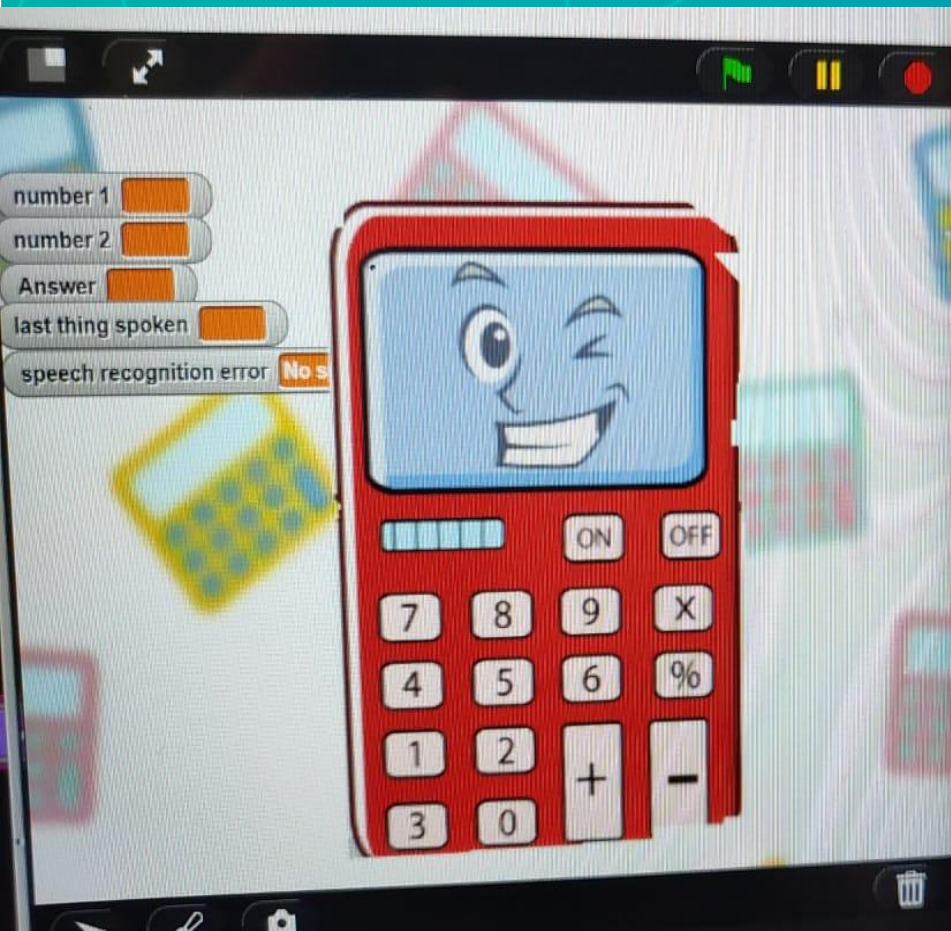 number 1
number 2
Answer
last thing spoken
speech recognition error No s
ON OFF
7 8 9 X
4 5 6 %
1 2 + -
3 0